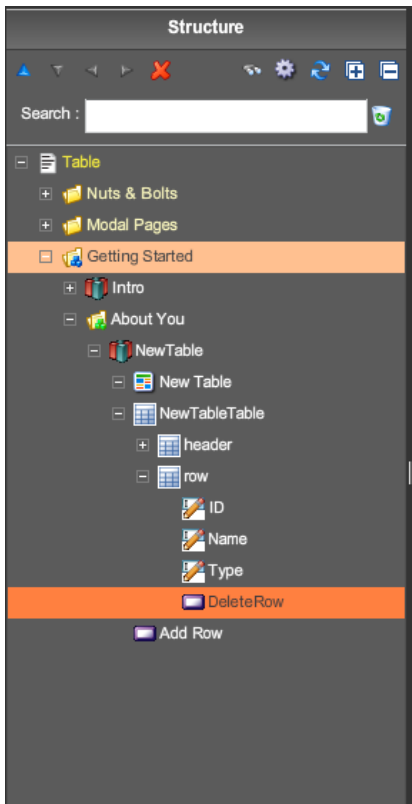 Structure
Search :
Table
Nuts & Bolts
Modal Pages
Getting Started
Intro
About You
NewTable
New Table
NewTableTable
header
row
ID
Name
Type
DeleteRow
Add Row